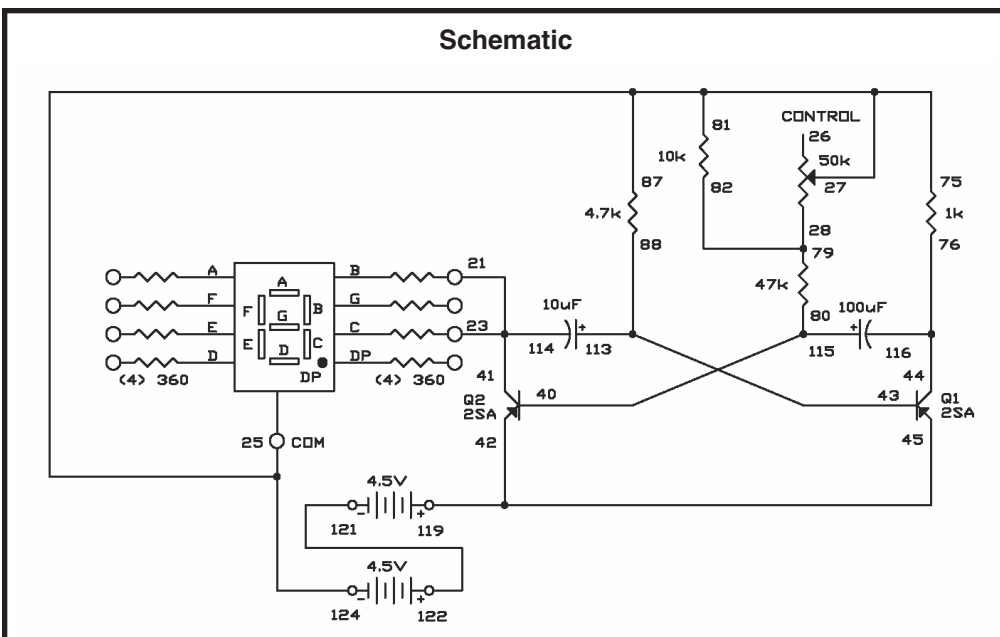 Schematic
CONTROL
81
26
10k
50k
87
82
27
75
4.7k
1k
88
28
76
21
79
A
B
A
47k
F
G
F
B
10uF
100uF
G
23
80
E
C
E
C
114
113
115
116
D
D
DP
41
44
(4) 360
DP
(4) 360
Q2
40
43
Q1
2SA
2SA
25
COM
42
45
4.5V
-
+
121
119
4.5V
-
+
124
122
+
+